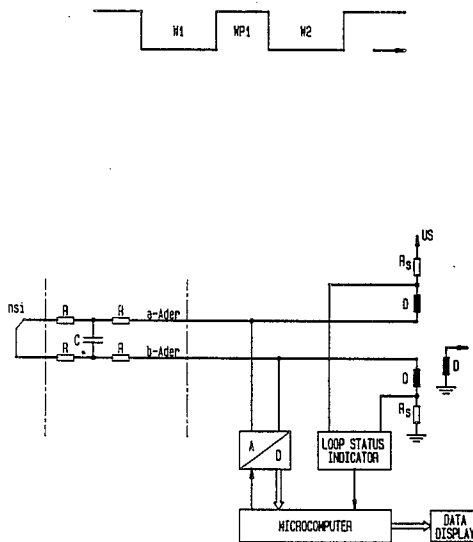 W1 WP1 W2
US
Rs
nsi R R a-Ader D
C
R R b-Ader
D D
Rs
A
D
LOOP STATUS
INDICATOR
MICROCOMPUTER
DATA
DISPLAY